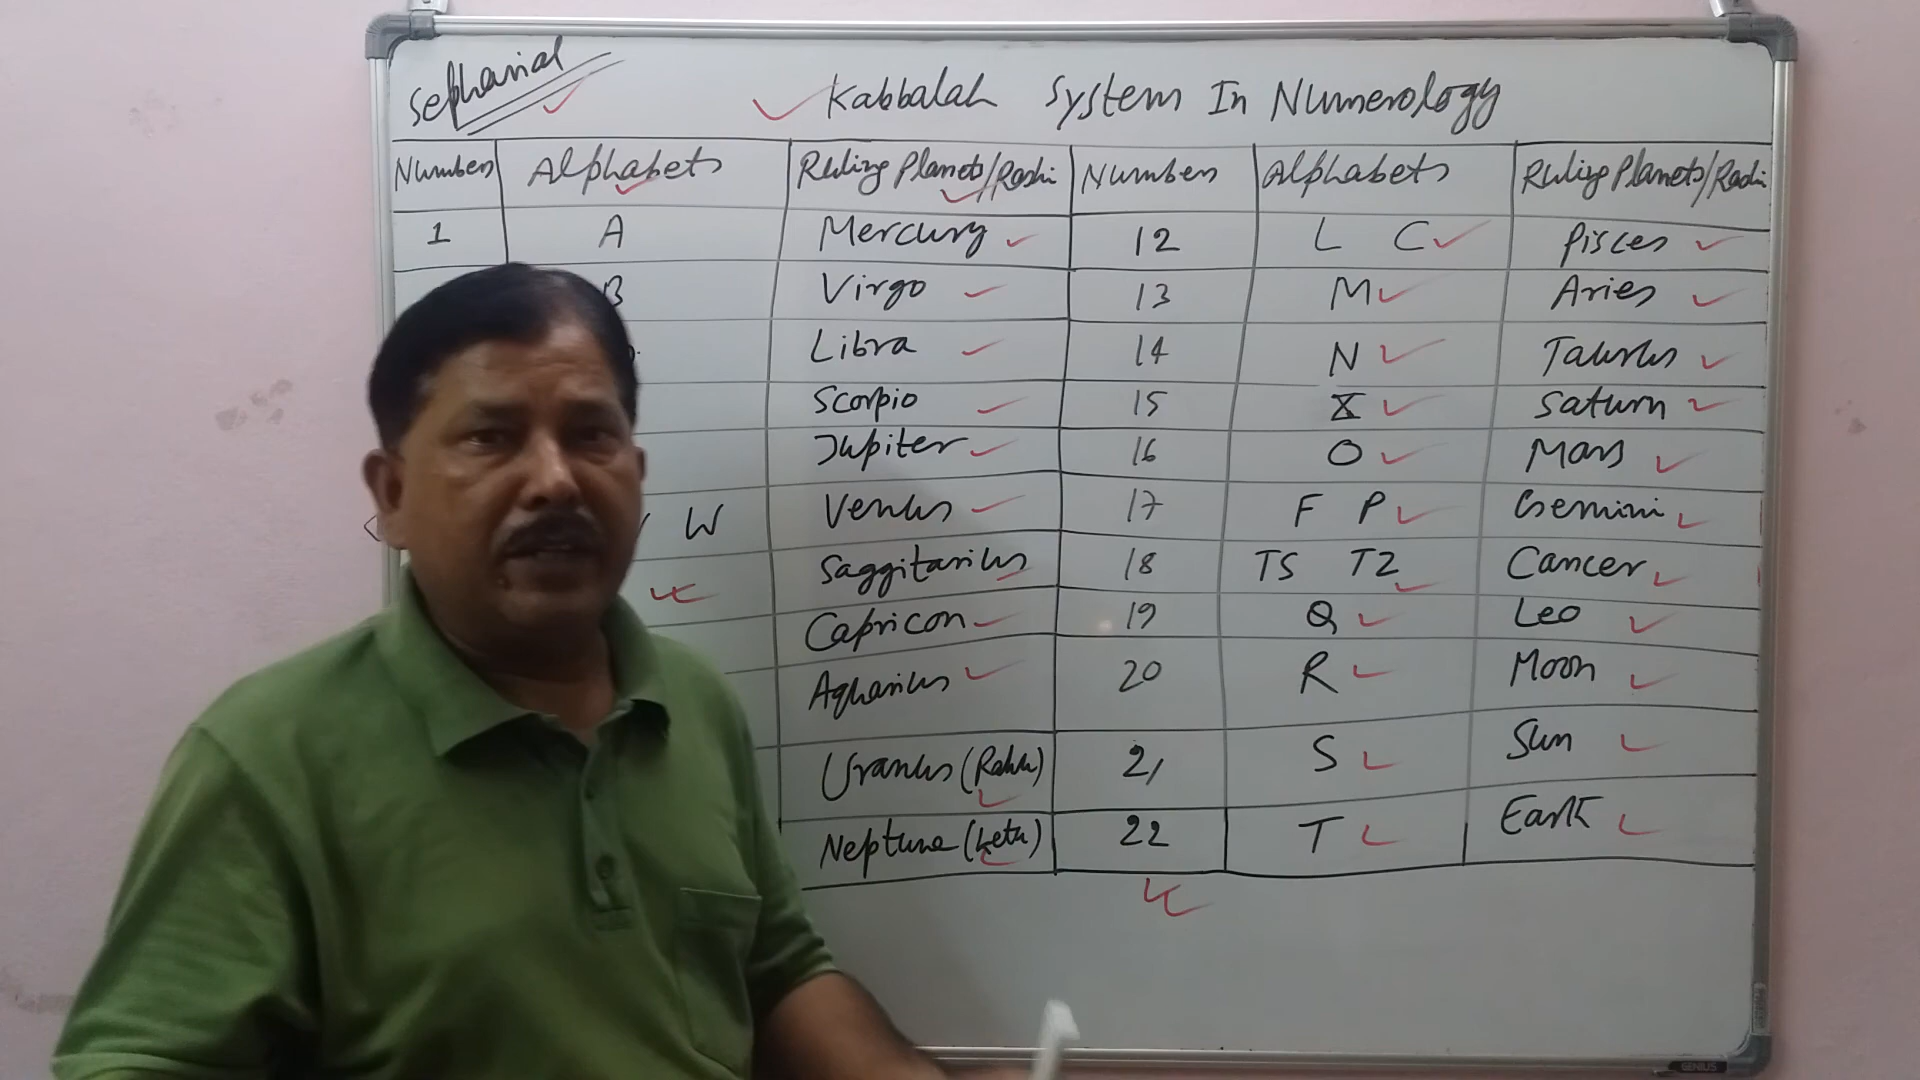 Sepharial
Kabbalah System In Numerology
Numbers Alphabets Ruling Planets/Rashi Numbers Alphabets Ruling Planets/Rashi
1 A Mercury 12 L C Pisces
B Virgo 13 M Aries
Libra 14 N Taurus
Scorpio 15 X Saturn
Jupiter 16 O Mars
W Venus 17 F P Gemini
Saggitarius 18 TS TZ Cancer
Capricon 19 Q Leo
Aquarius 20 R Moon
Uranus (Rahu) 21 S Sun
Neptune (Ketu) 22 T Earth
GENIUS